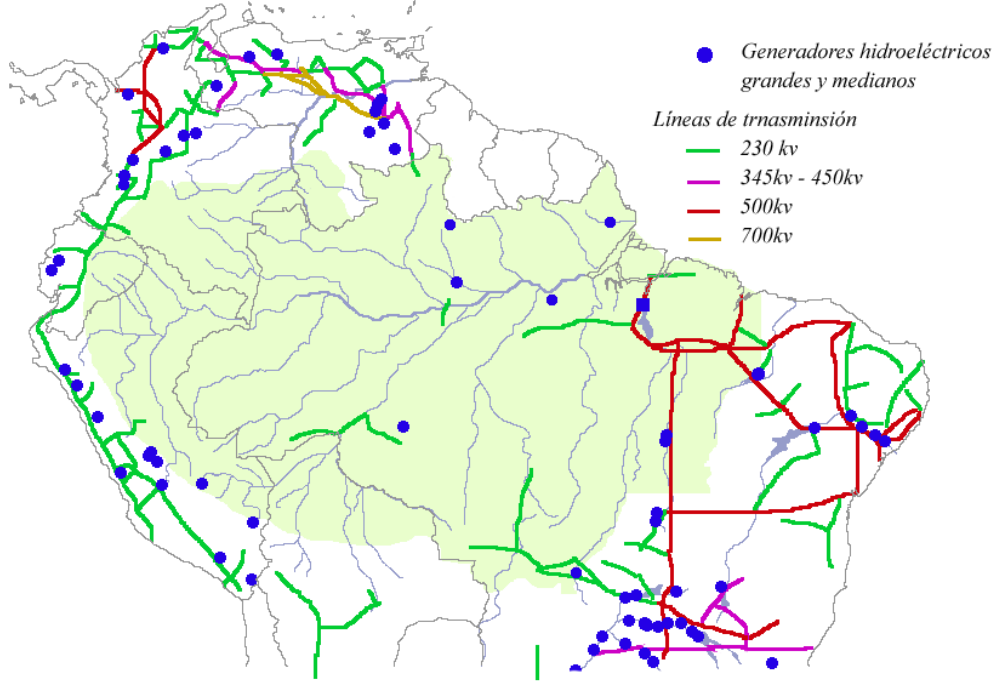 Generadores hidroeléctricos
grandes y medianos
Líneas de trnasminsión
230 kv
345kv - 450kv
500kv
700kv